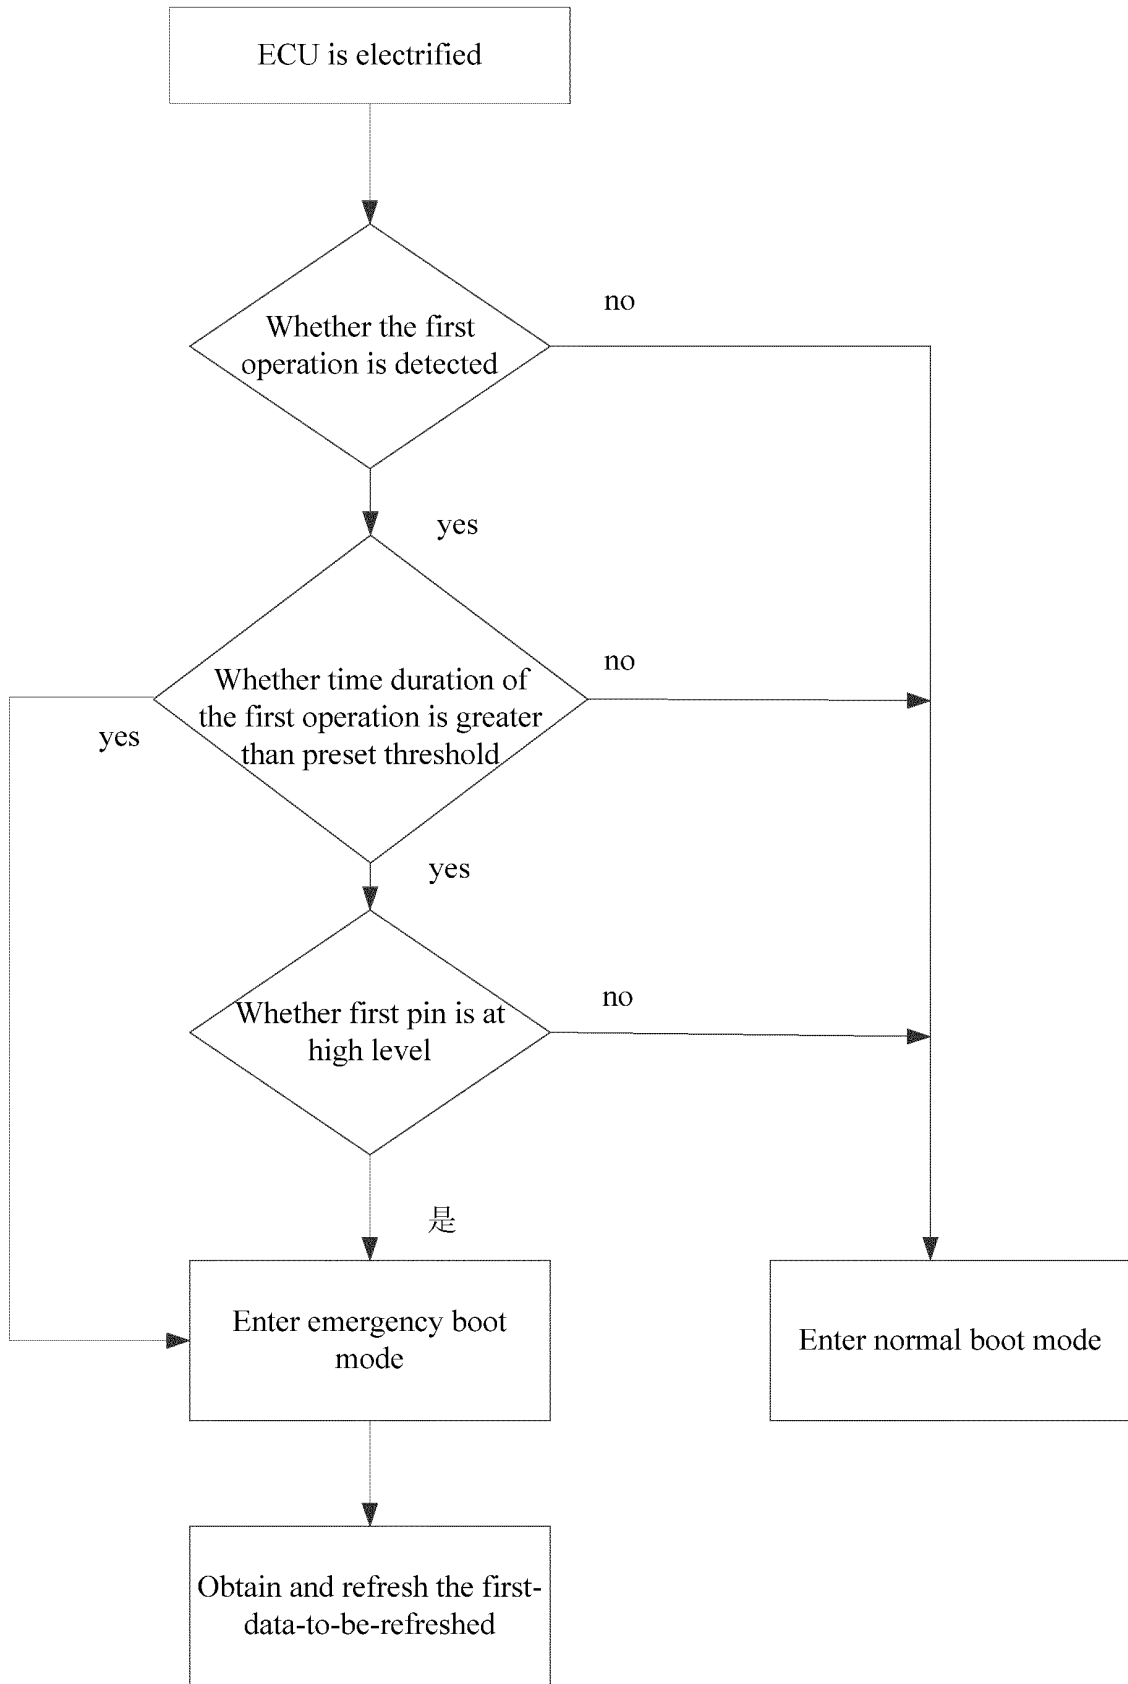 ECU is electrified
no
Whether the first
operation is detected
yes
no
Whether time duration of
the first operation is greater
than preset threshold
yes
yes
no
Whether first pin is at
high level
是
Enter emergency boot
mode
Enter normal boot mode
Obtain and refresh the first-
data-to-be-refreshed